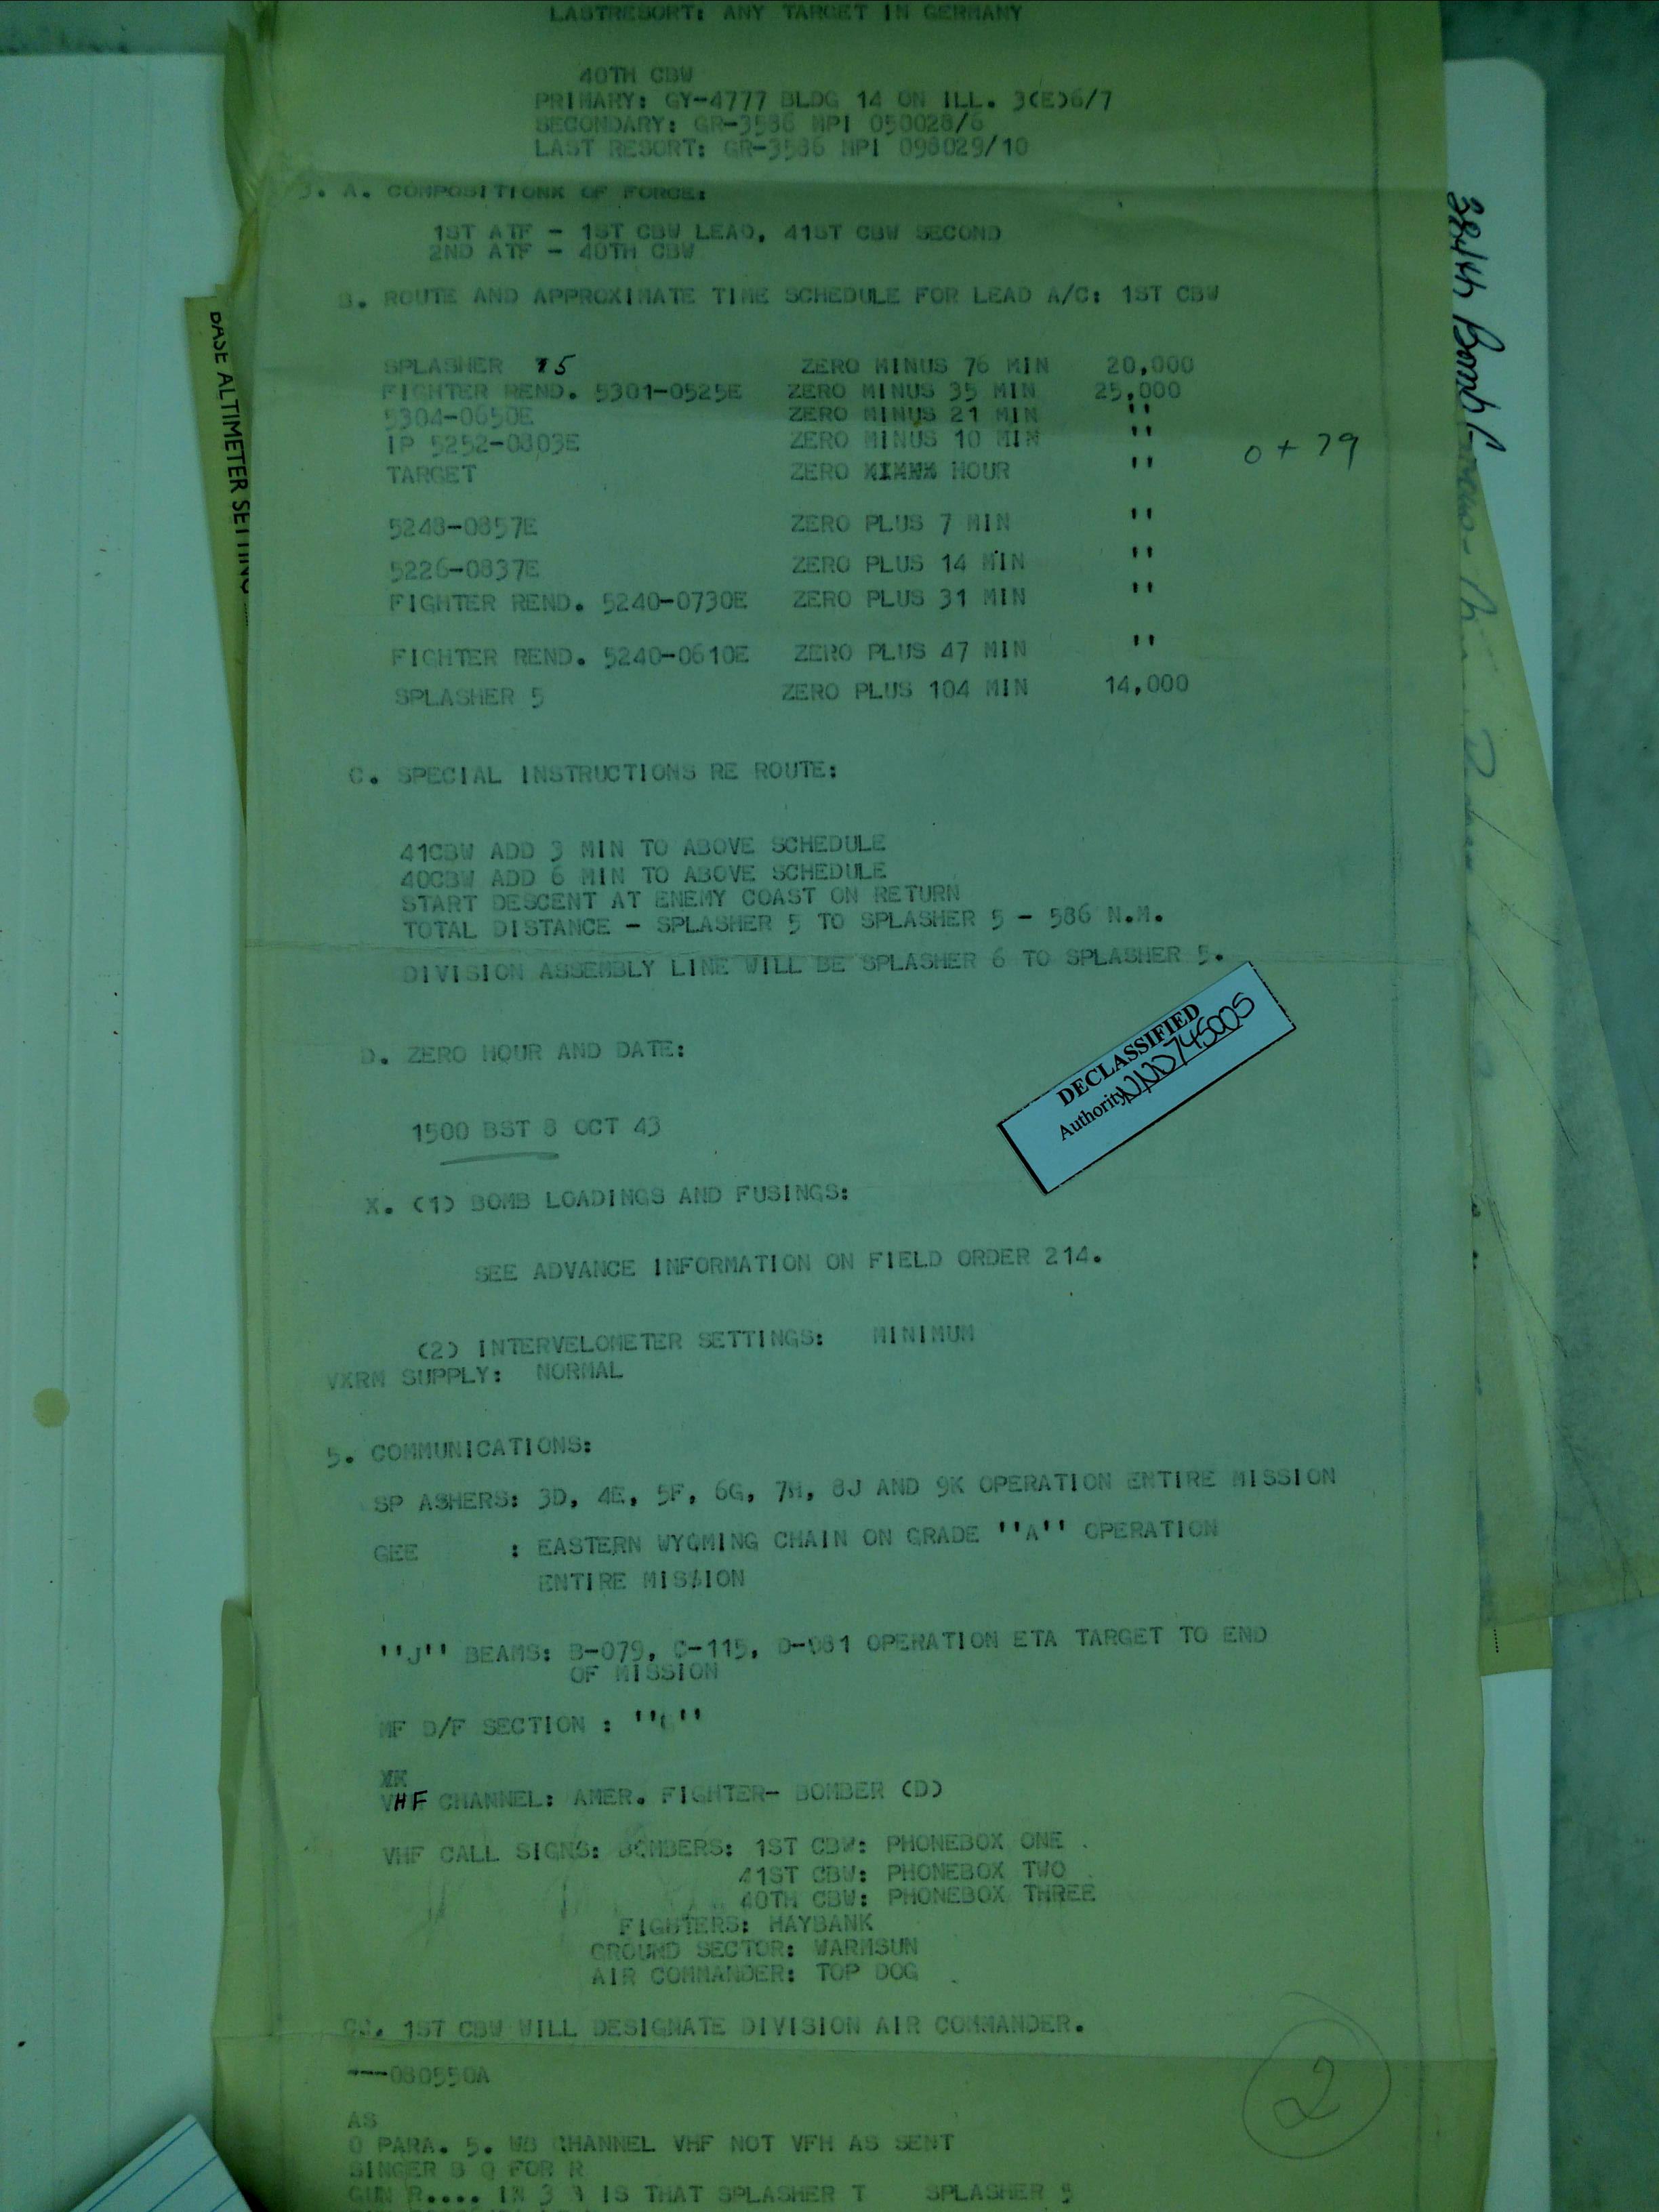 LASTRESORT: ANY TARGET IN GERMANY
40TH CBW
PRIMARY: GY-4777 BLDG 14 ON ILL. 3(E)6/7
SECONDARY: GR-3586 MPI 050028/6
LAST RESORT: GR-3586 MPI 098029/10
3. A. COMPOSITIONK OF FORCE:
1ST ATF - 1ST CBW LEAD, 41ST CBW SECOND
2ND ATF - 40TH CBW
B. ROUTE AND APPROXIMATE TIME SCHEDULE FOR LEAD A/C: 1ST CBW
SPLASHER 5 ZERO MINUS 76 MIN 20,000
FIGHTER REND. 5301-0525E ZERO MINUS 35 MIN 25,000
5304-0650E ZERO MINUS 21 MIN ''
IP 5252-0803E ZERO MINUS 10 MIN ''
TARGET ZERO HOUR ''
0 + 79
5248-0857E ZERO PLUS 7 MIN ''
5226-0837E ZERO PLUS 14 MIN ''
FIGHTER REND. 5240-0730E ZERO PLUS 31 MIN ''
FIGHTER REND. 5240-0610E ZERO PLUS 47 MIN ''
SPLASHER 5 ZERO PLUS 104 MIN 14,000
C. SPECIAL INSTRUCTIONS RE ROUTE:
41CBW ADD 3 MIN TO ABOVE SCHEDULE
40CBW ADD 6 MIN TO ABOVE SCHEDULE
START DESCENT AT ENEMY COAST ON RETURN
TOTAL DISTANCE - SPLASHER 5 TO SPLASHER 5 - 586 N.M.
DIVISION ASSEMBLY LINE WILL BE SPLASHER 6 TO SPLASHER 5.
DECLASSIFIED
Authority NND745005
D. ZERO HOUR AND DATE:
1500 BST 8 OCT 43
X. (1) BOMB LOADINGS AND FUSINGS:
SEE ADVANCE INFORMATION ON FIELD ORDER 214.
(2) INTERVELOMETER SETTINGS: MINIMUM
VXRM SUPPLY: NORMAL
5. COMMUNICATIONS:
SP ASHERS: 3D, 4E, 5F, 6G, 7H, 8J AND 9K OPERATION ENTIRE MISSION
GEE : EASTERN WYOMING CHAIN ON GRADE ''A'' OPERATION
ENTIRE MISSION
''J'' BEAMS: B-079, C-115, D-081 OPERATION ETA TARGET TO END
OF MISSION
MF D/F SECTION :
VHF CHANNEL: AMER. FIGHTER- BOMBER (D)
VHF CALL SIGNS: BOMBERS: 1ST CBW: PHONEBOX ONE
41ST CBW: PHONEBOX TWO
40TH CBW: PHONEBOX THREE
FIGHTERS: HAYBANK
GROUND SECTOR: WARMSUN
AIR COMMANDER: TOP DOG
1ST CBW WILL DESIGNATE DIVISION AIR COMMANDER.
---080550A
2
AS
O PARA. 5. CHANNEL VHF NOT VFH AS SENT
GINGER B Q FOR R
GUN R.... IN 3 IS THAT SPLASHER T SPLASHER 5
BASE ALTIMETER SETTING
384th Bomb